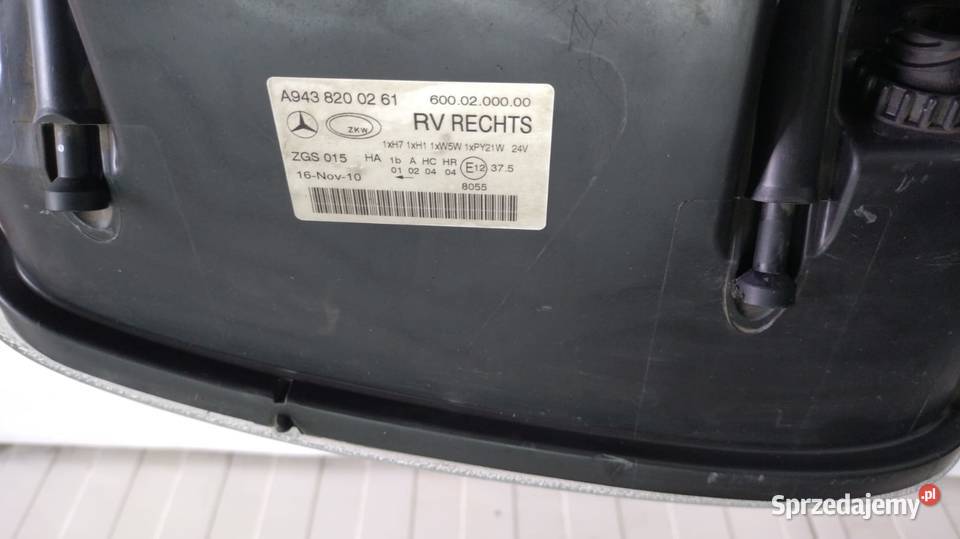 A943 820 02 61 600.02.000.00
ZKW RV RECHTS
1xH7 1xH1 1xW5W 1xPY21W 24V
ZGS 015 HA 1b A HC HR E12 37.5
01 02 04 04
16-Nov-10 ← 8055
Sprzedajemy.pl